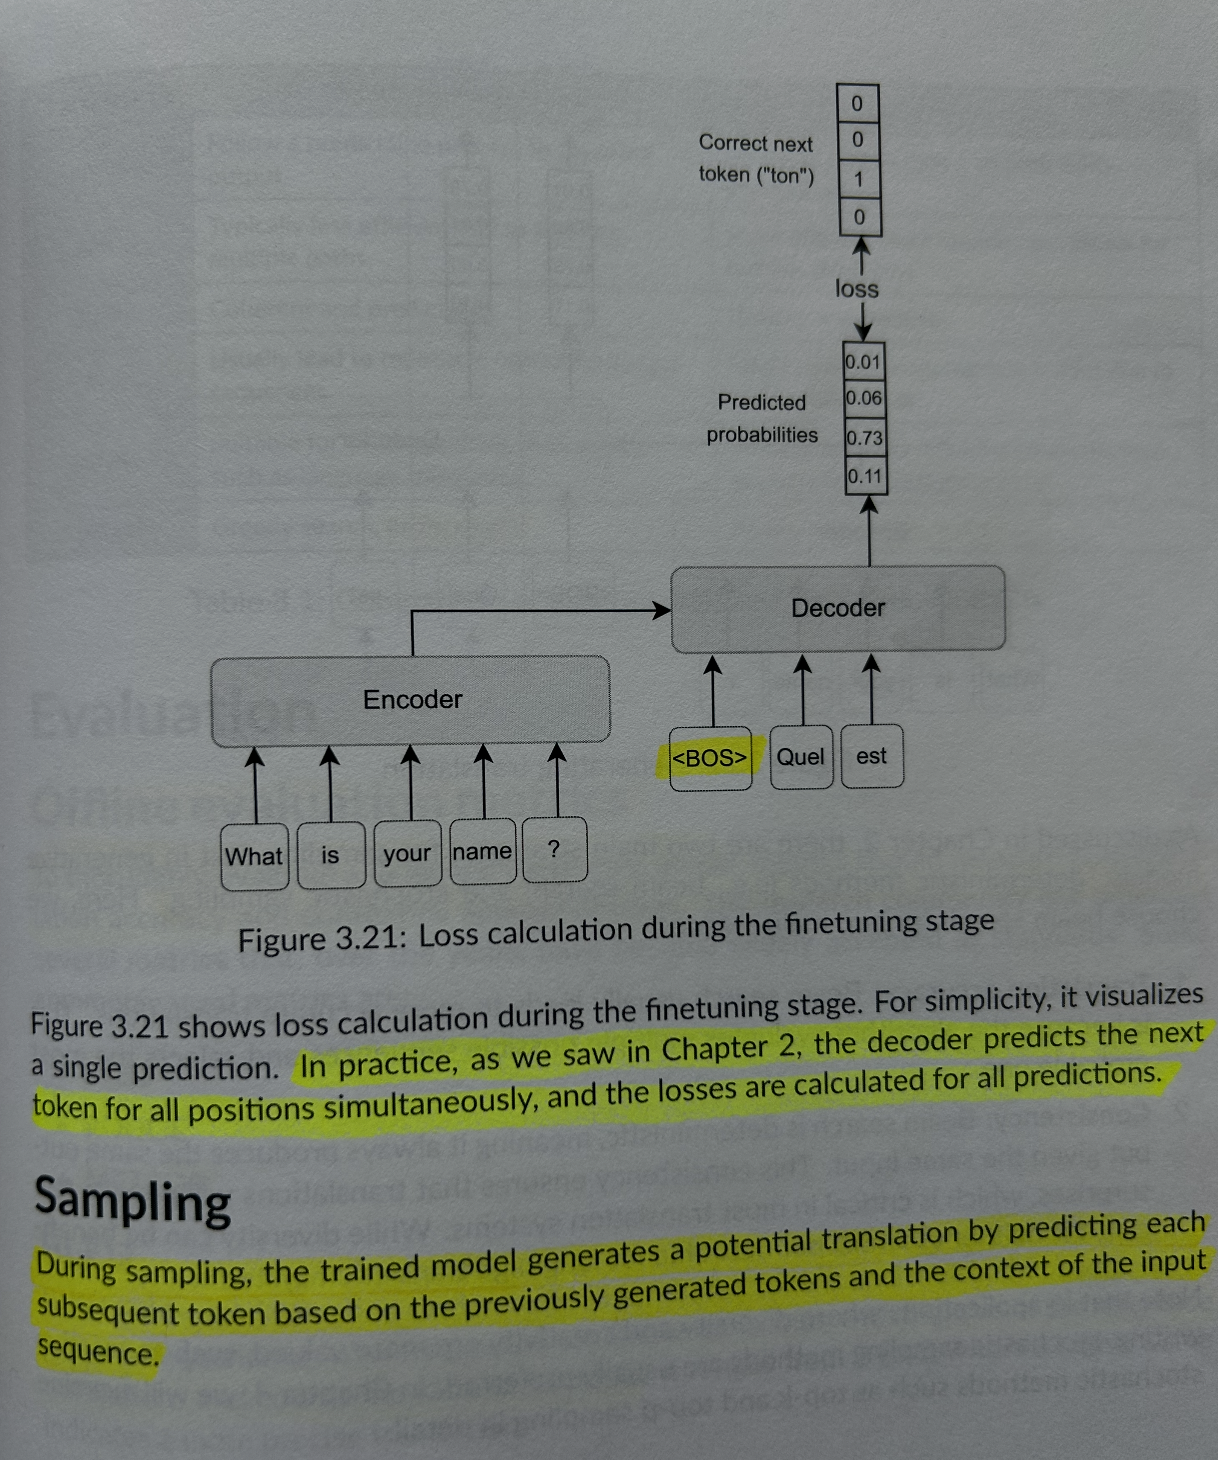 0
Correct next
0
token ("ton")
1
0
loss
0.01
Predicted
0.06
probabilities
0.73
0.11
Decoder
Encoder
<BOS> Quel est
What is your name ?
Figure 3.21: Loss calculation during the finetuning stage
Figure 3.21 shows loss calculation during the finetuning stage. For simplicity, it visualizes
a single prediction. In practice, as we saw in Chapter 2, the decoder predicts the next
token for all positions simultaneously, and the losses are calculated for all predictions.
Sampling
During sampling, the trained model generates a potential translation by predicting each
subsequent token based on the previously generated tokens and the context of the input
sequence.